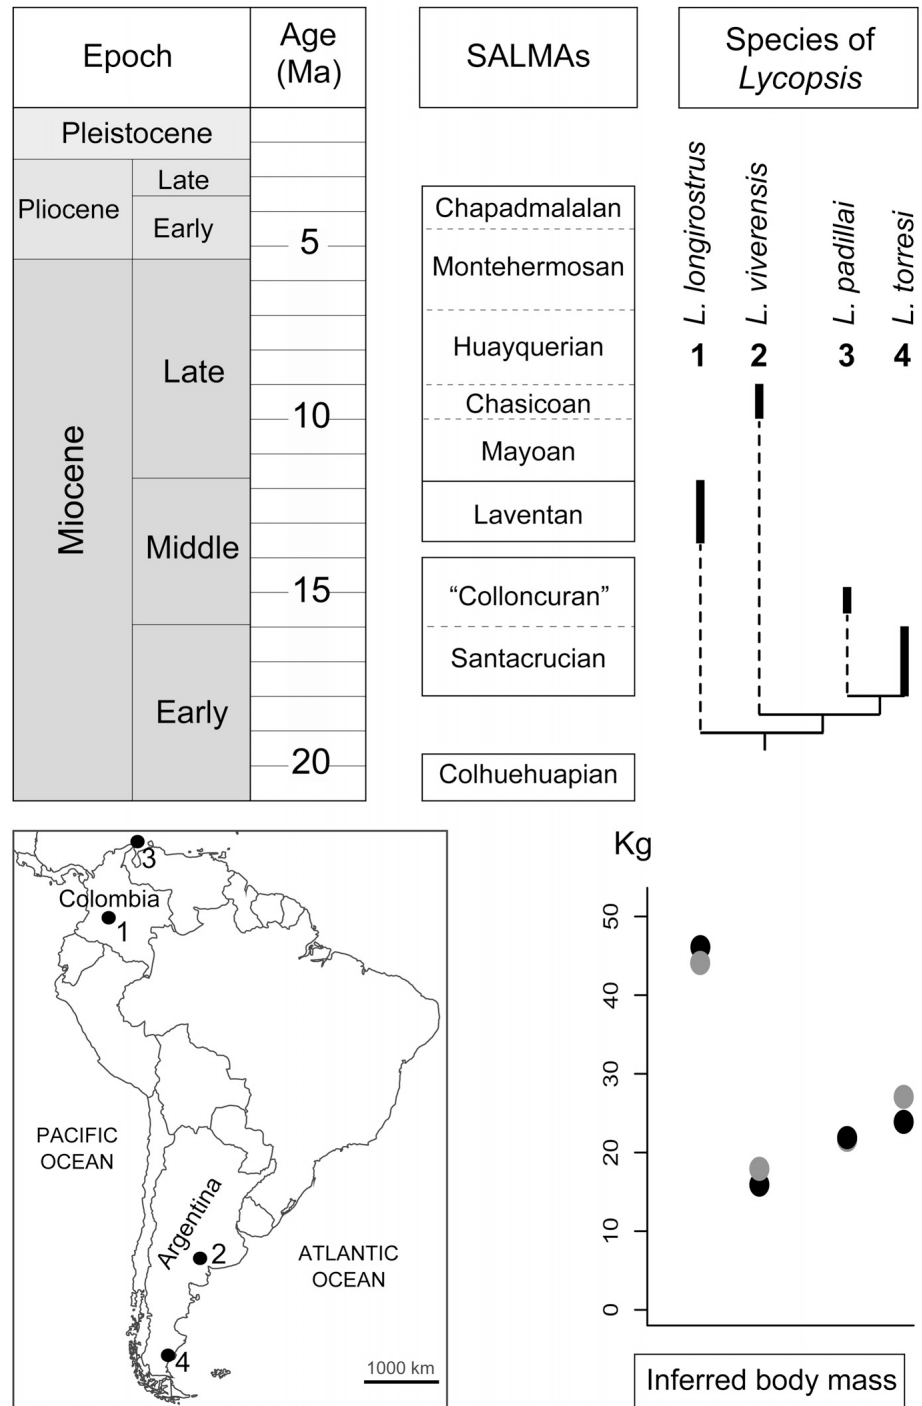 Epoch
Age
(Ma)
SALMAs
Species of
Lycopsis
Pleistocene
Pliocene
Late
Early
5
Miocene
Late
10
Middle
15
Early
20
Chapadmalalan
Montehermosan
Huayquerian
Chasicoan
Mayoan
Laventan
“Colloncuran”
Santacrucian
Colhuehuapian
L. longirostrus
L. viverensis
L. padillai
L. torresi
1 2 3 4
3
Colombia
1
PACIFIC
OCEAN
Argentina
2
ATLANTIC
OCEAN
4
1000 km
Kg
50
40
30
20
10
0
Inferred body mass